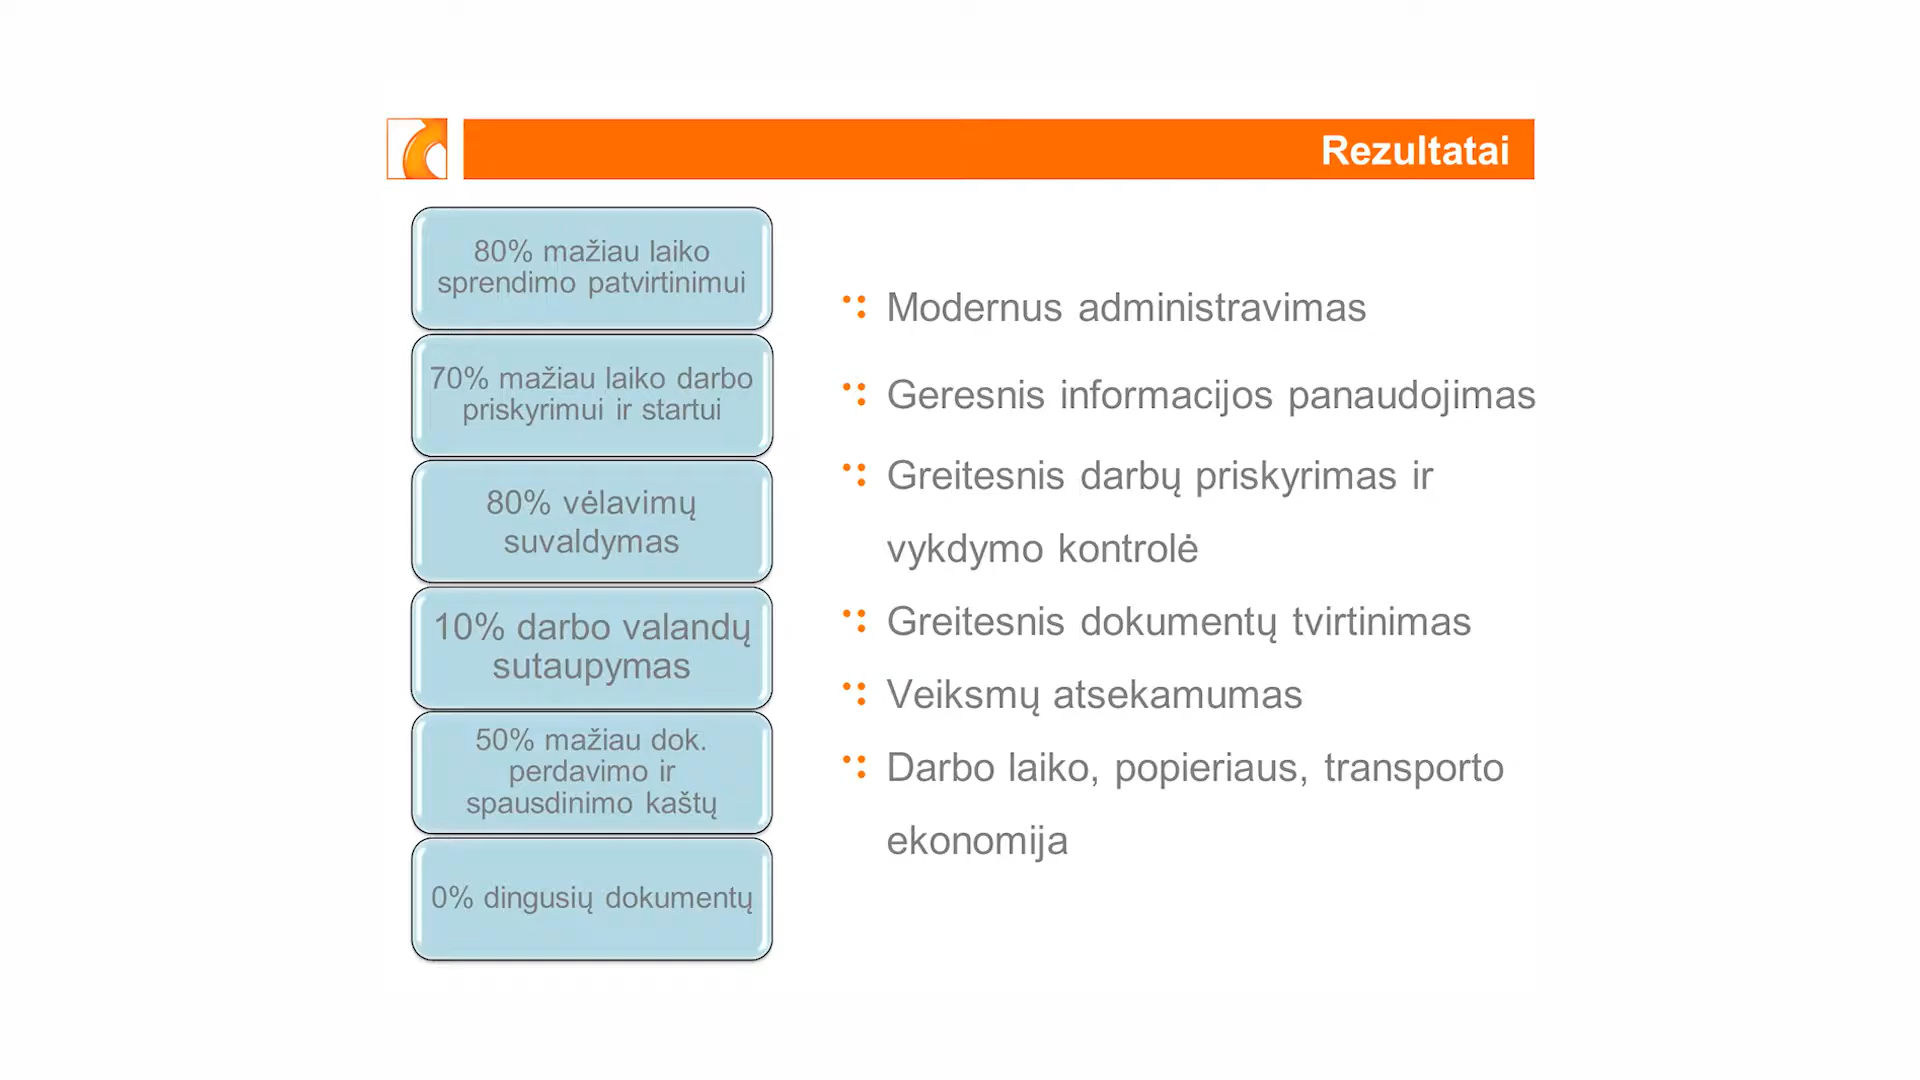 Rezultatai
80% mažiau laiko
sprendimo patvirtinimui
70% mažiau laiko darbo
priskyrimui ir startui
80% vėlavimų
suvaldymas
10% darbo valandų
sutaupymas
50% mažiau dok.
perdavimo ir
spausdinimo kaštų
0% dingusių dokumentų
Modernus administravimas
Geresnis informacijos panaudojimas
Greitesnis darbų priskyrimas ir
vykdymo kontrolė
Greitesnis dokumentų tvirtinimas
Veiksmų atsekamumas
Darbo laiko, popieriaus, transporto
ekonomija